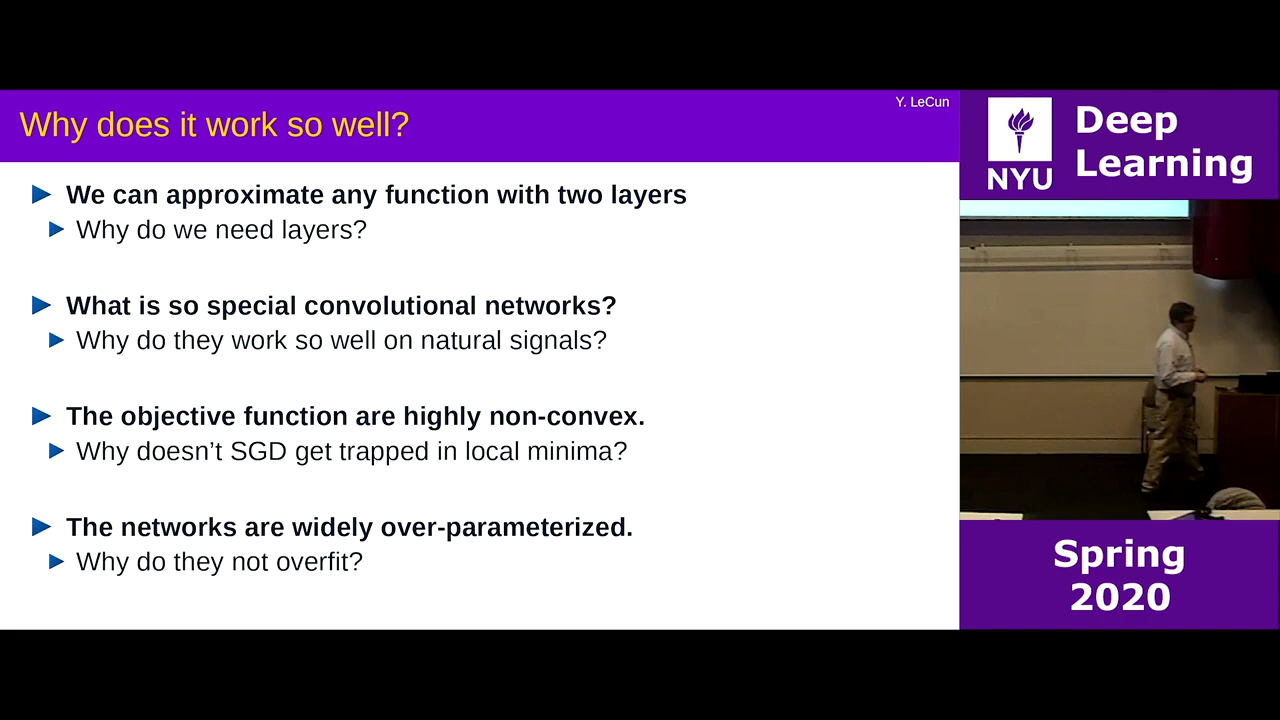 Y. LeCun
Why does it work so well?
We can approximate any function with two layers
Why do we need layers?
What is so special convolutional networks?
Why do they work so well on natural signals?
The objective function are highly non-convex.
Why doesn’t SGD get trapped in local minima?
The networks are widely over-parameterized.
Why do they not overfit?
NYU
Deep
Learning
Spring
2020